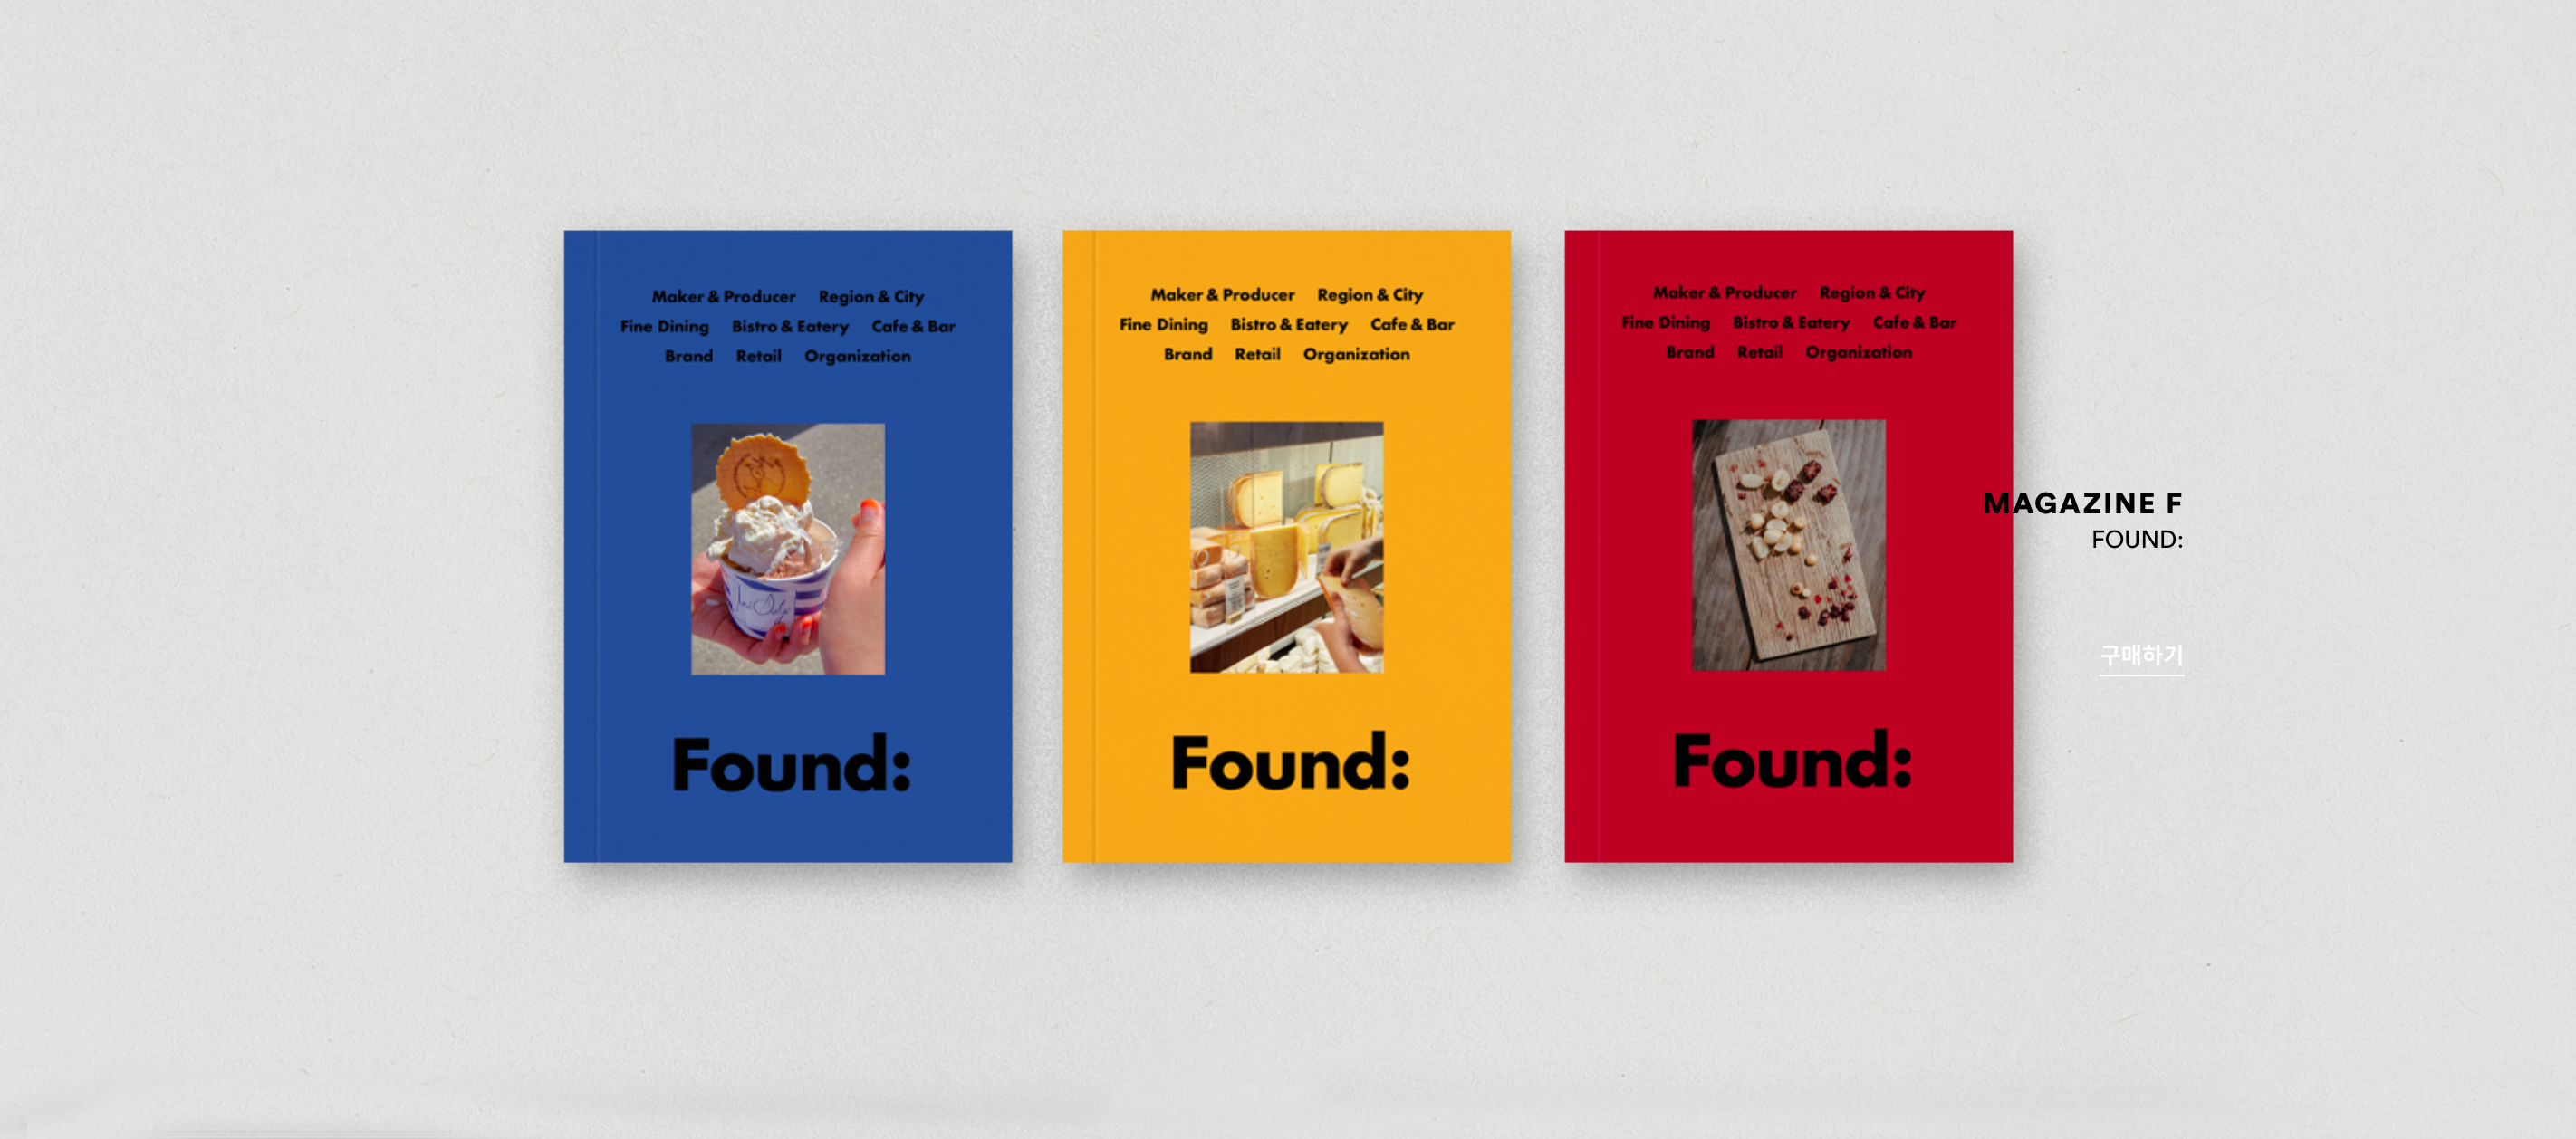 Maker & Producer Region & City
Fine Dining Bistro & Eatery Cafe & Bar
Brand Retail Organization
Found:
Maker & Producer Region & City
Fine Dining Bistro & Eatery Cafe & Bar
Brand Retail Organization
Found:
Maker & Producer Region & City
Fine Dining Bistro & Eatery Cafe & Bar
Brand Retail Organization
Found:
MAGAZINE F
FOUND:
구매하기